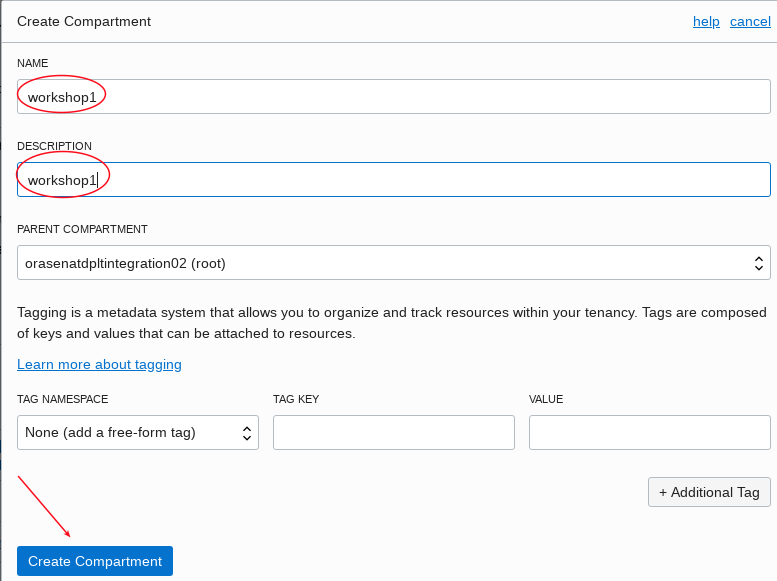 Create Compartment help cancel
NAME
workshop1
DESCRIPTION
workshop1
PARENT COMPARTMENT
orasenatdpltintegration02 (root)
Tagging is a metadata system that allows you to organize and track resources within your tenancy. Tags are composed
of keys and values that can be attached to resources.
Learn more about tagging
TAG NAMESPACE TAG KEY VALUE
None (add a free-form tag)
+ Additional Tag
Create Compartment